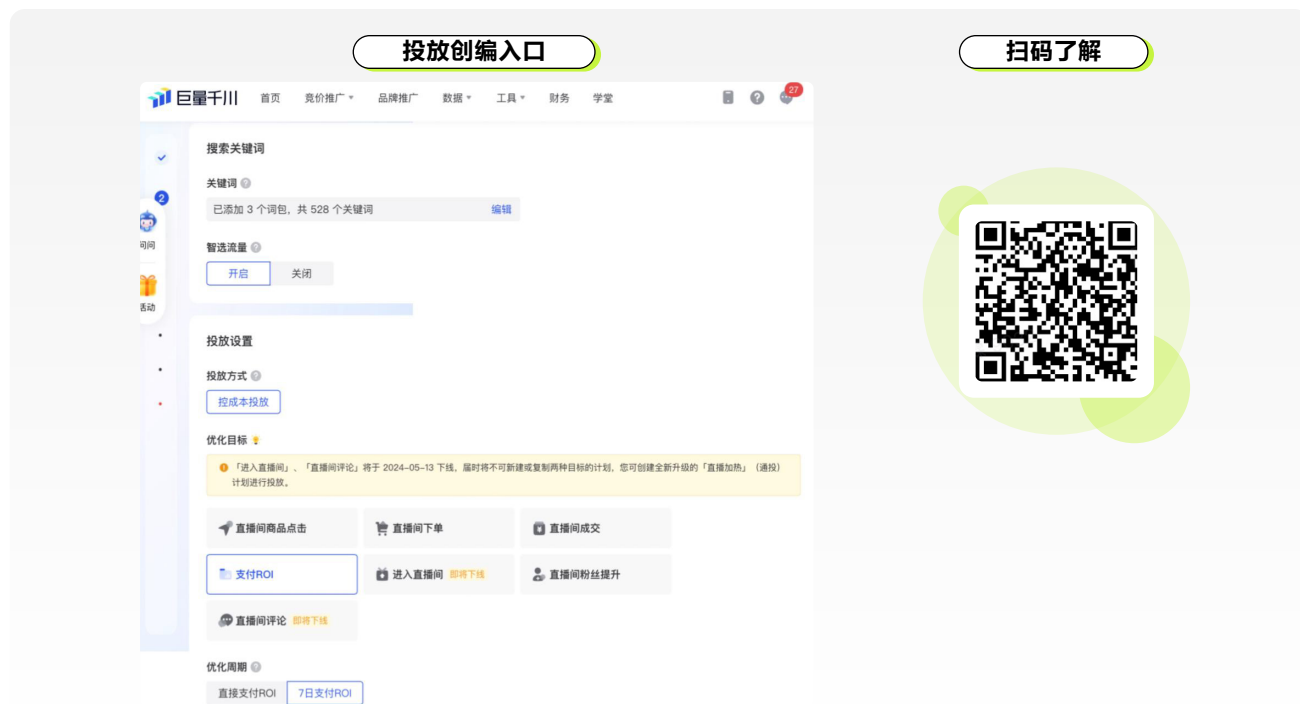 投放创编入口
扫码了解
巨量千川 首页 竞价推广 品牌推广 数据 工具 财务 学堂 27
搜索关键词
关键词
2
已添加 3 个词包，共 528 个关键词 编辑
问问
智选流量
开启 关闭
活动
投放设置
投放方式
控成本投放
优化目标
「进入直播间」、「直播间评论」将于 2024-05-13 下线，届时将不可新建或复制两种目标的计划，您可创建全新升级的「直播加热」（通投）
计划进行投放。
直播间商品点击 直播间下单 直播间成交
支付ROI 进入直播间 即将下线 直播间粉丝提升
直播间评论 即将下线
优化周期
直接支付ROI 7日支付ROI